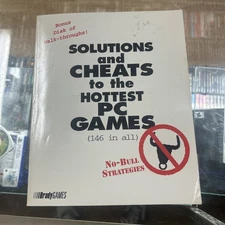 Bonus
Disk of
Walk-throughs!
SOLUTIONS
and
CHEATS
to the
HOTTEST
PC
GAMES
(146 in all)
NO-BULL
STRATEGIES
BradyGAMES